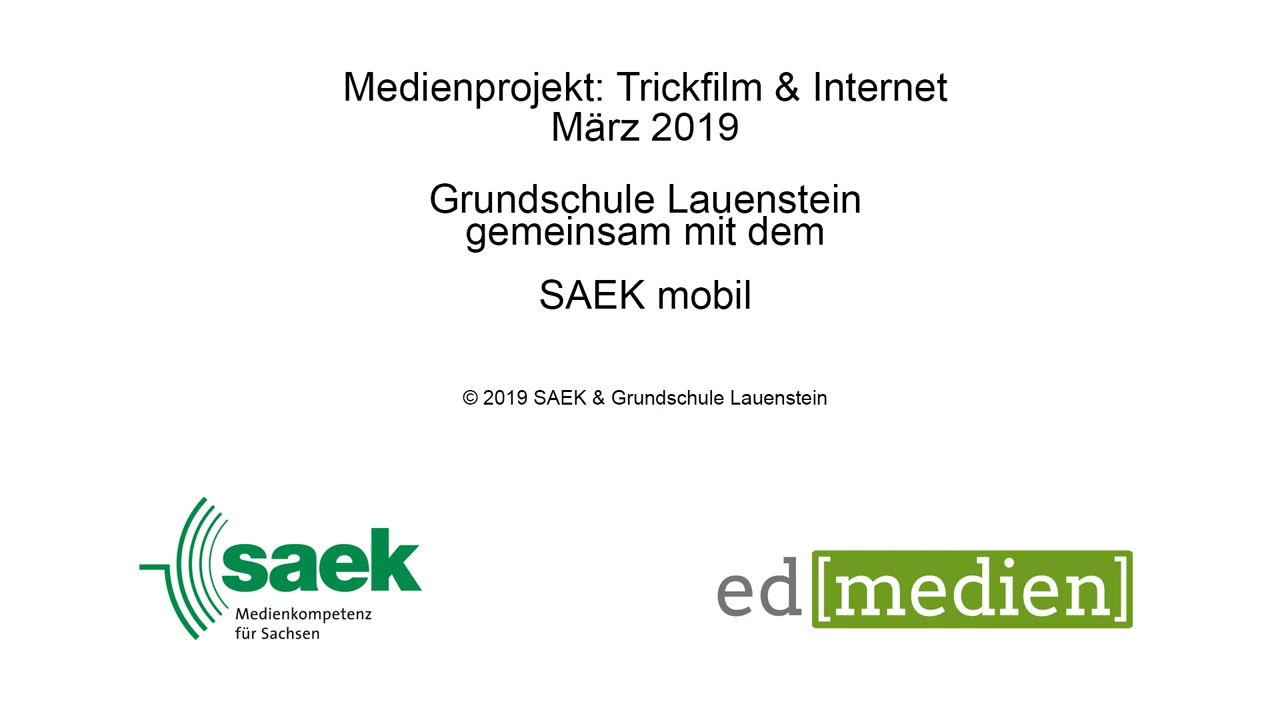 Medienprojekt: Trickfilm & Internet
März 2019
Grundschule Lauenstein
gemeinsam mit dem
SAEK mobil
© 2019 SAEK & Grundschule Lauenstein
saek
Medienkompetenz
für Sachsen
ed[medien]